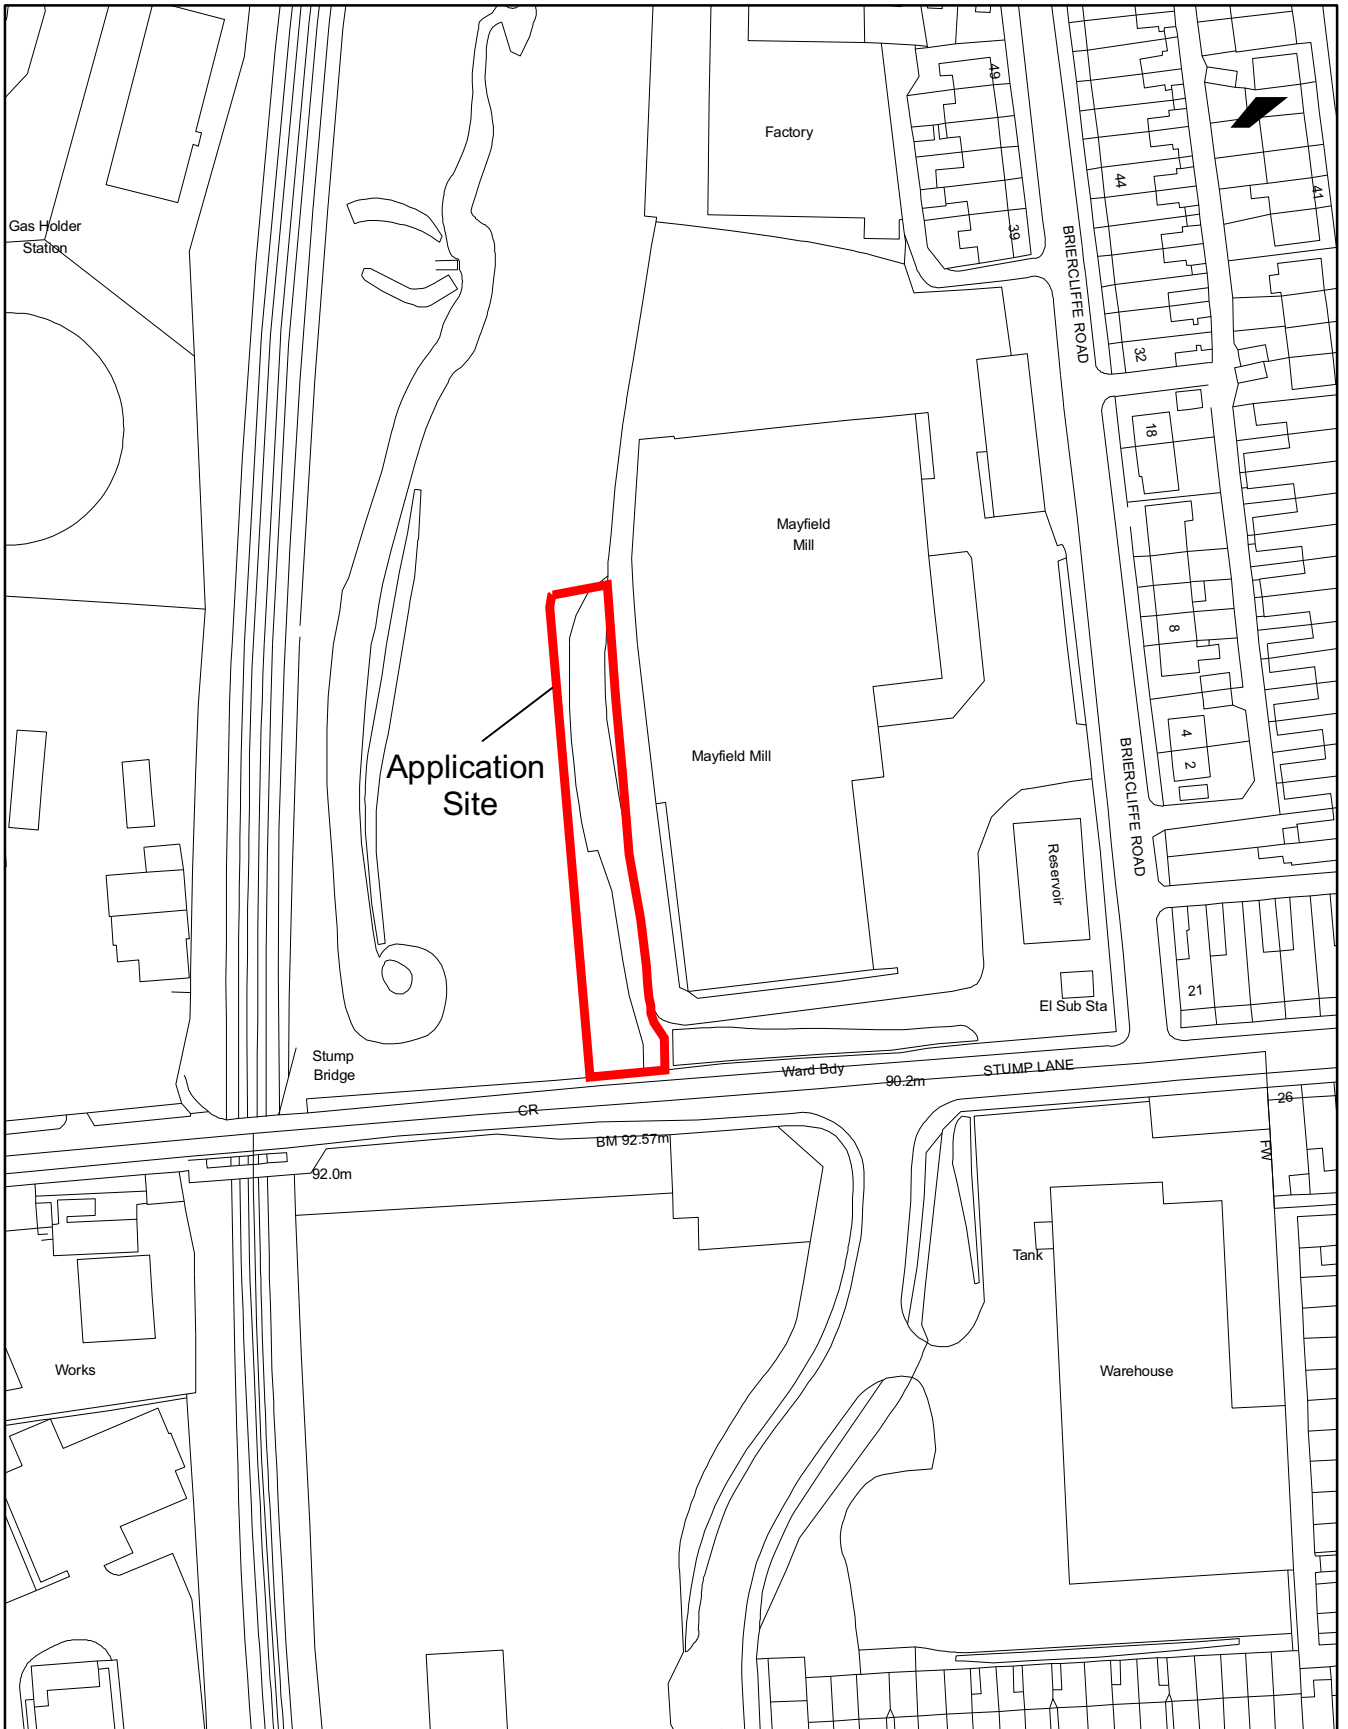 49
Factory
44
41
Gas Holder
Station
39
BRIERCLIFFE ROAD
32
18
Mayfield
Mill
8
4
2
Mayfield Mill
Application
Site
BRIERCLIFFE ROAD
Reservoir
21
El Sub Sta
Stump
Bridge
Ward Bdy
STUMP LANE
90.2m
26
CR
BM 92.57m
FW
92.0m
Tank
Works
Warehouse